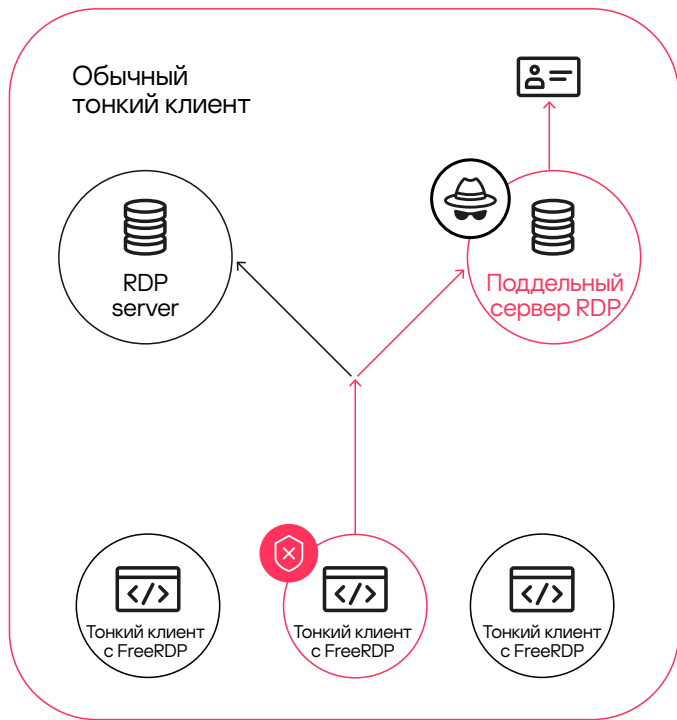 Обычный
тонкий клиент
RDP
server
Поддельный
сервер RDP
Тонкий клиент
с FreeRDP
Тонкий клиент
с FreeRDP
Тонкий клиент
с FreeRDP